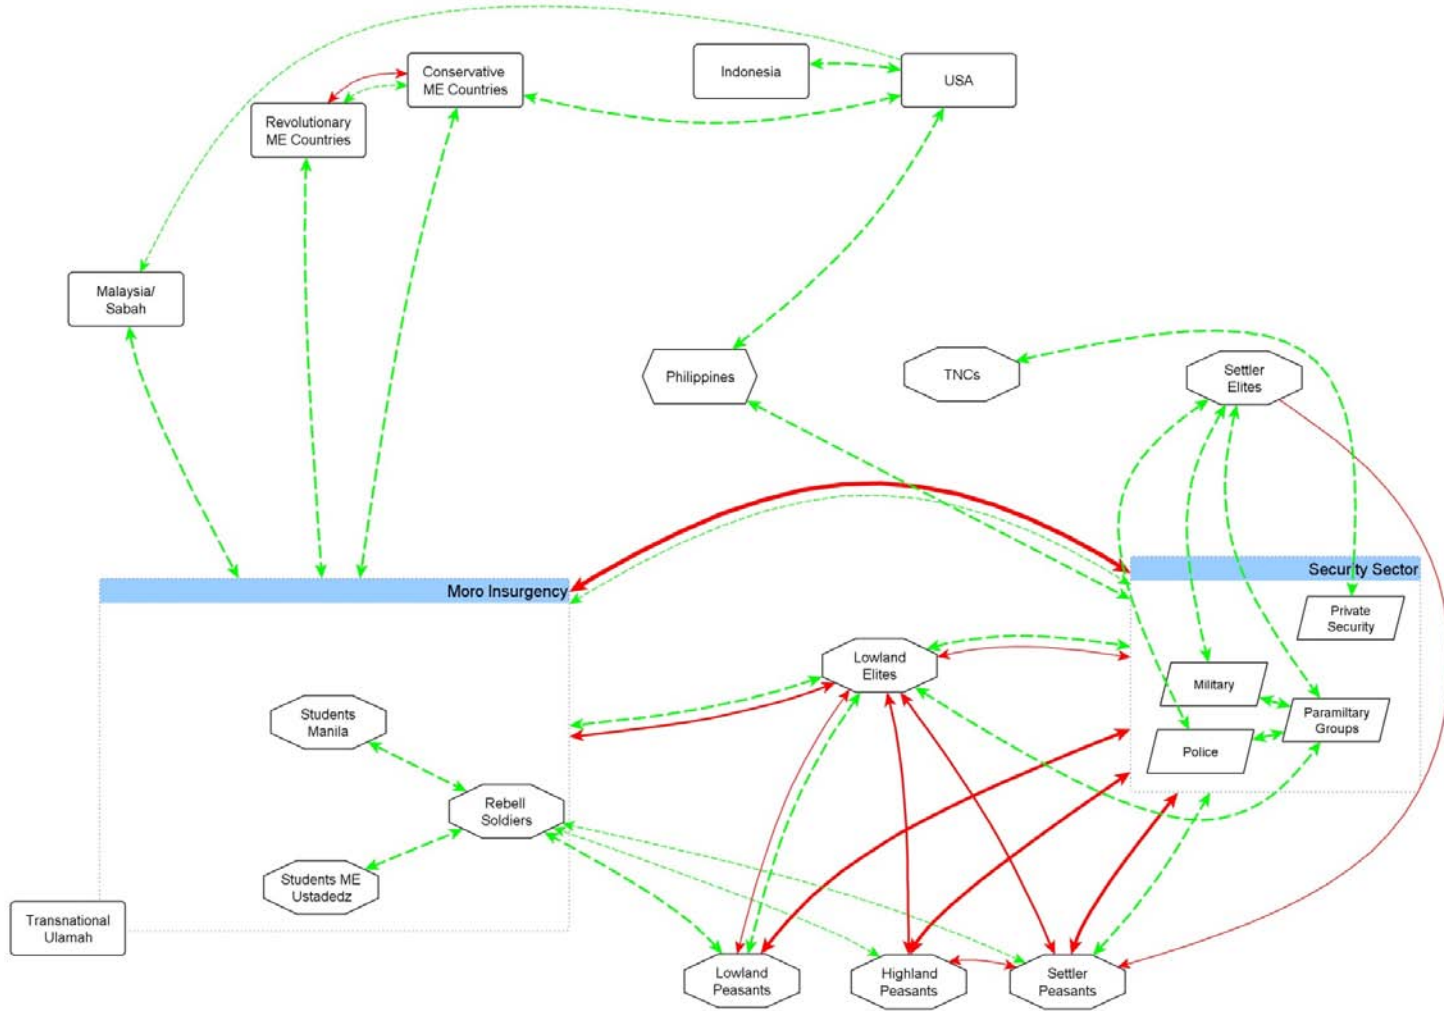 Conservative
ME Countries
Indonesia
USA
Revolutionary
ME Countries
Malaysia/
Sabah
Philippines
TNCs
Settler
Elites
Moro Insurgency
Security Sector
Private
Security
Lowland
Elites
Military
Paramiltary
Groups
Police
Students
Manila
Rebell
Soldiers
Students ME
Ustadedz
Transnational
Ulamah
Lowland
Peasants
Highland
Peasants
Settler
Peasants